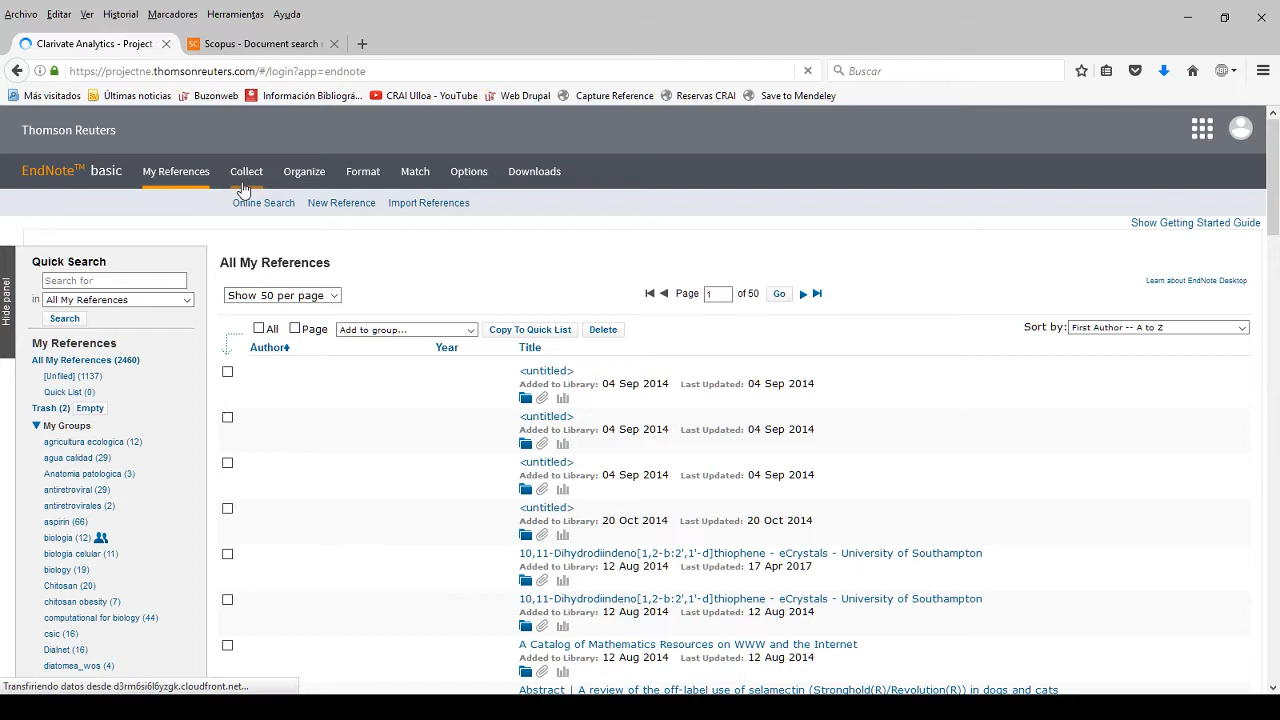 Archivo Editar Ver Historial Marcadores Herramientas Ayuda
Clarivate Analytics - Project
Scopus - Document search
https://projectne.thomsonreuters.com/#/login?app=endnote
Buscar
Más visitados Últimas noticias Buzonweb Información Bibliográ... CRAI Ulloa - YouTube Web Drupal Capture Reference Reservas CRAI Save to Mendeley
Thomson Reuters
EndNote™ basic My References Collect Organize Format Match Options Downloads
Online Search New Reference Import References
Show Getting Started Guide
Hide panel
Quick Search
Search for
in All My References
Search
My References
All My References (2460)
[Unfiled] (1137)
Quick List (0)
Trash (2) Empty
My Groups
agricultura ecologica (12)
agua calidad (29)
Anatomia patologica (3)
antiretroviral (29)
antiretrovirales (2)
aspirin (66)
biologia (12)
biologia celular (11)
biology (19)
Chitosan (20)
chitosan obesity (7)
computational for biology (44)
csic (16)
Dialnet (16)
diatomea_wos (4)
All My References
Learn about EndNote Desktop
Show 50 per page
Page 1 of 50 Go
All Page Add to group... Copy To Quick List Delete
Sort by: First Author -- A to Z
Author Year Title
<untitled>
Added to Library: 04 Sep 2014 Last Updated: 04 Sep 2014
<untitled>
Added to Library: 04 Sep 2014 Last Updated: 04 Sep 2014
<untitled>
Added to Library: 04 Sep 2014 Last Updated: 04 Sep 2014
<untitled>
Added to Library: 20 Oct 2014 Last Updated: 20 Oct 2014
10,11-Dihydrodiindeno[1,2-b:2',1'-d]thiophene - eCrystals - University of Southampton
Added to Library: 12 Aug 2014 Last Updated: 17 Apr 2017
10,11-Dihydrodiindeno[1,2-b:2',1'-d]thiophene - eCrystals - University of Southampton
Added to Library: 12 Aug 2014 Last Updated: 12 Aug 2014
A Catalog of Mathematics Resources on WWW and the Internet
Added to Library: 12 Aug 2014 Last Updated: 12 Aug 2014
Abstract | A review of the off-label use of selamectin (Stronghold(R)/Revolution(R)) in dogs and cats
Transfiriendo datos desde d3rm6si6l6yzgk.cloudfront.net...